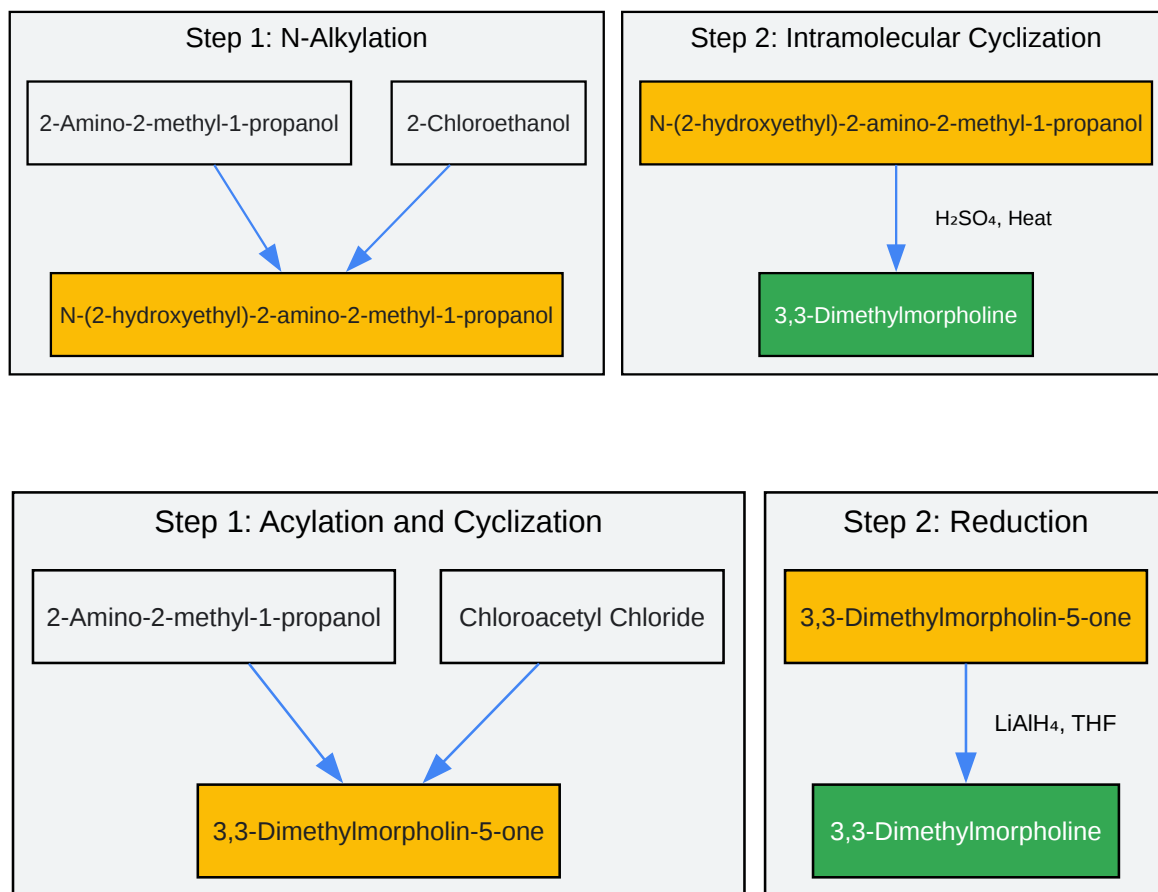 Step 1: N-Alkylation
2-Amino-2-methyl-1-propanol
2-Chloroethanol
N-(2-hydroxyethyl)-2-amino-2-methyl-1-propanol
Step 2: Intramolecular Cyclization
N-(2-hydroxyethyl)-2-amino-2-methyl-1-propanol
H₂SO₄, Heat
3,3-Dimethylmorpholine
Step 1: Acylation and Cyclization
2-Amino-2-methyl-1-propanol
Chloroacetyl Chloride
3,3-Dimethylmorpholin-5-one
Step 2: Reduction
3,3-Dimethylmorpholin-5-one
LiAlH₄, THF
3,3-Dimethylmorpholine